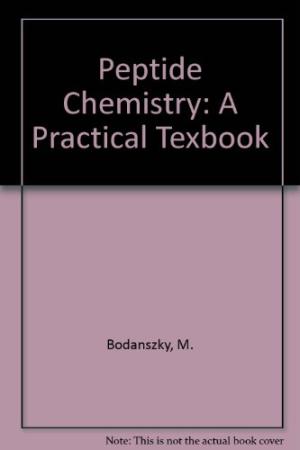 Peptide
Chemistry: A
Practical Texbook
Bodanszky, M.
Note: This is not the actual book cover